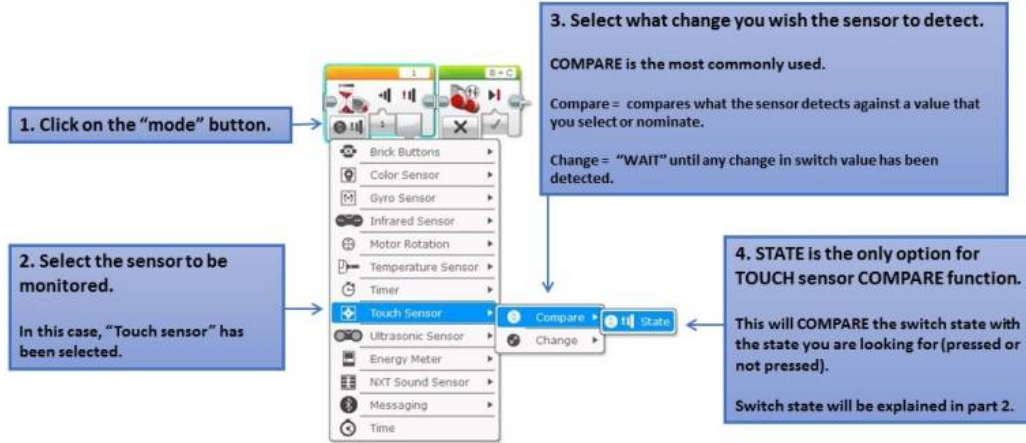 3. Select what change you wish the sensor to detect.
COMPARE is the most commonly used.
Compare = compares what the sensor detects against a value that
you select or nominate.
Change = "WAIT" until any change in switch value has been
detected.
1
B + C
1. Click on the "mode" button.
1
Brick Buttons
Color Sensor
Gyro Sensor
Infrared Sensor
Motor Rotation
Temperature Sensor
Timer
Touch Sensor
Ultrasonic Sensor
Energy Meter
NXT Sound Sensor
Messaging
Time
Compare
Change
State
2. Select the sensor to be
monitored.
In this case, "Touch sensor" has
been selected.
4. STATE is the only option for
TOUCH sensor COMPARE function.
This will COMPARE the switch state with
the state you are looking for (pressed or
not pressed).
Switch state will be explained in part 2.